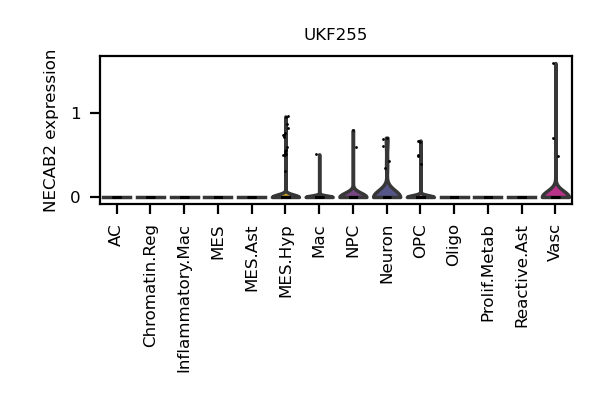 UKF255
NECAB2 expression
1
0
AC
Chromatin.Reg
Inflammatory.Mac
MES
MES.Ast
MES.Hyp
Mac
NPC
Neuron
OPC
Oligo
Prolif.Metab
Reactive.Ast
Vasc